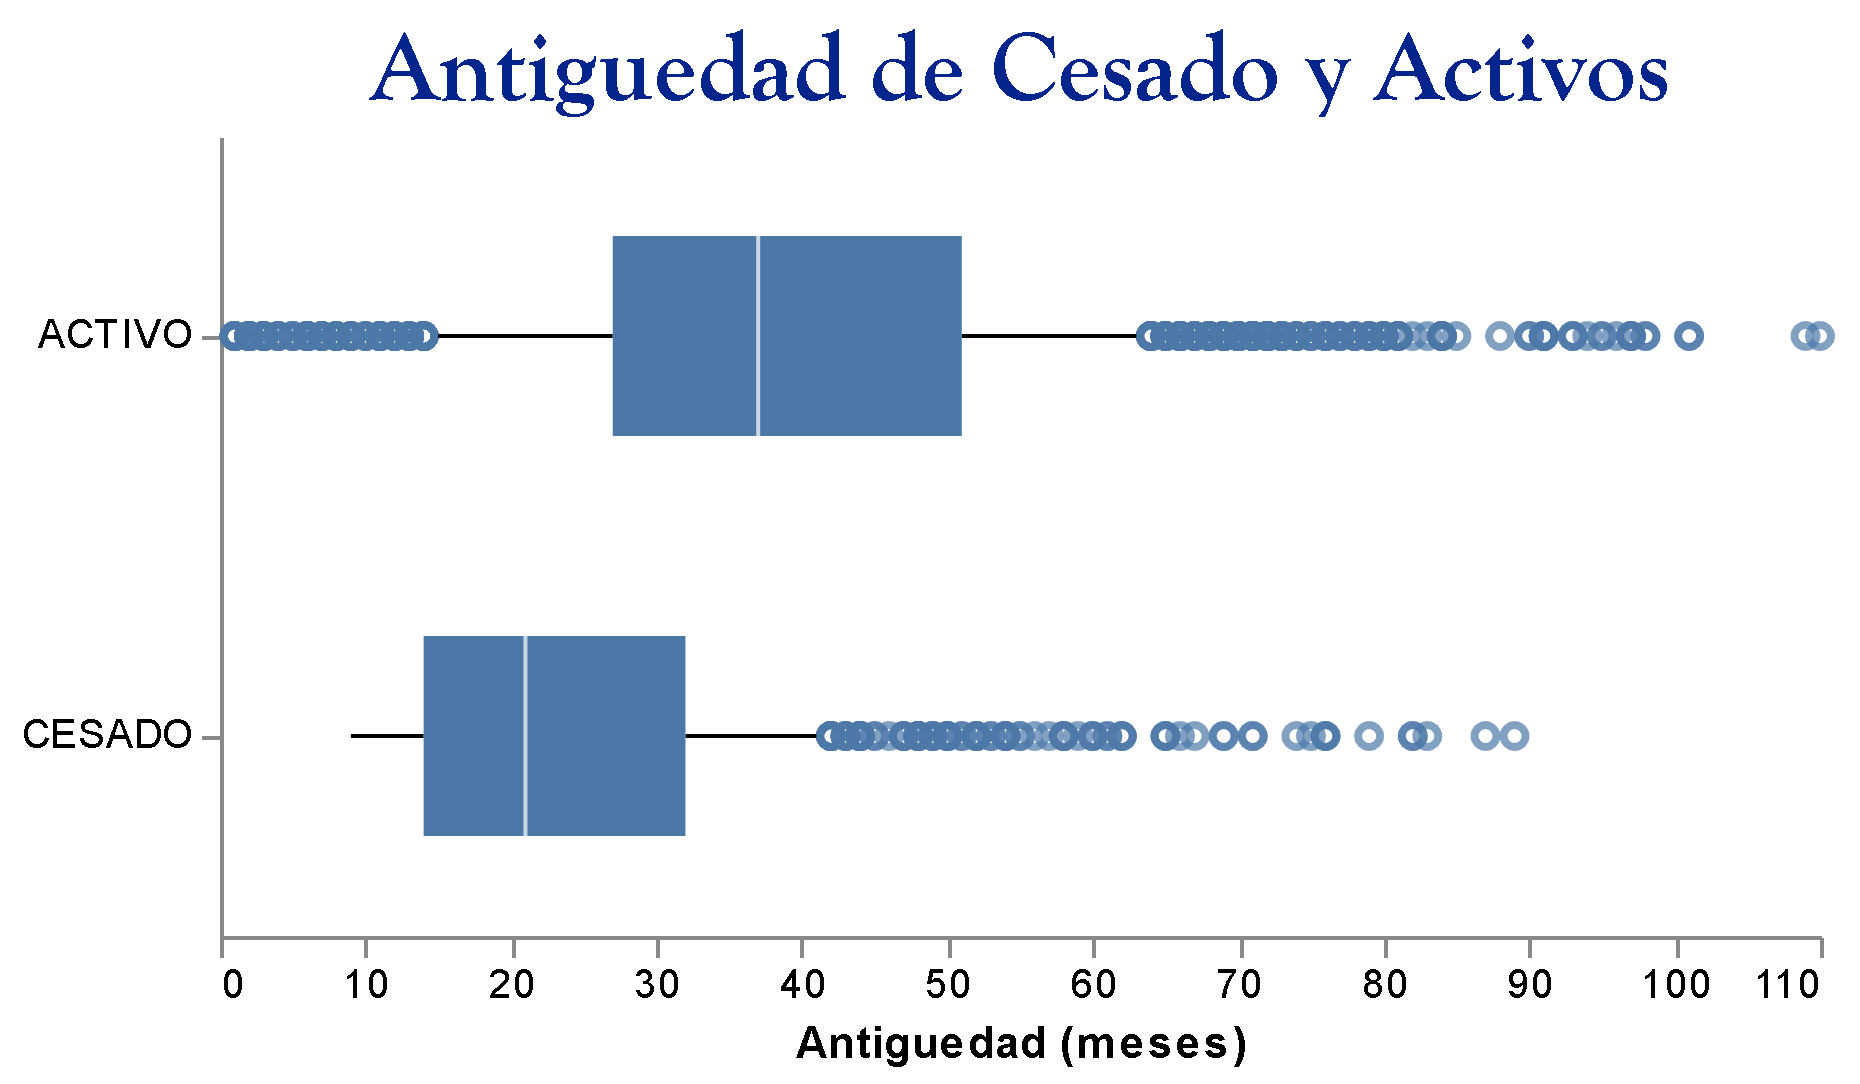 Antiguedad de Cesado y Activos
ACTIVO
CESADO
0 10 20 30 40 50 60 70 80 90 100 110
Antiguedad (meses)